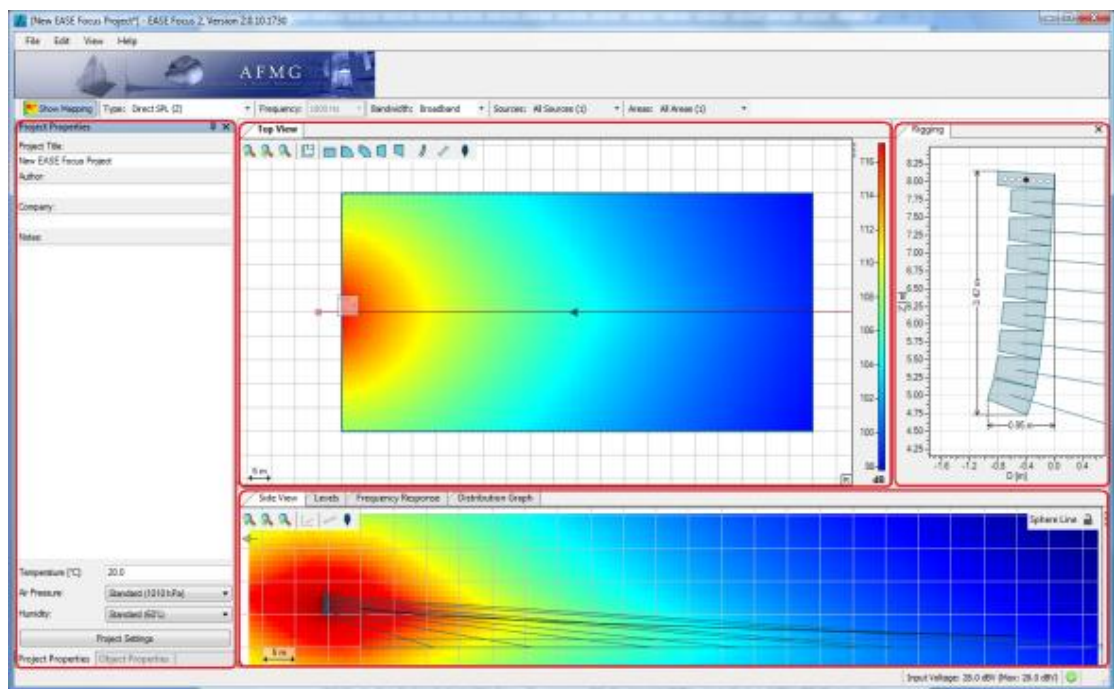 [New EASE Focus Project*] - EASE Focus 2, Version 2.8.10.1730
File Edit View Help
AFMG
Show Mapping Type: Direct SPL (Z) Frequency: 1000 Hz Bandwidth: Broadband Sources: All Sources (1) Areas: All Areas (1)
Project Properties
Project Title:
New EASE Focus Project
Author:
Company:
Notes:
Temperature [°C]: 20.0
Air Pressure: Standard (1010 hPa)
Humidity: Standard (60%)
Project Settings
Project Properties Object Properties
Top View
5 m
116
114
112
110
108
106
104
102
100
98
dB
Rigging
8.25
8.00
7.75
7.50
7.25
7.00
6.75
6.50
6.25
6.00
5.75
5.50
5.25
5.00
4.75
4.50
4.25
3.42 m
0.95 m
-1.6 -1.2 -0.8 -0.4 0.0 0.4
D [m]
Side View Levels Frequency Response Distribution Graph
Sphere Line
5 m
Input Voltage: 28.0 dBV (Max: 28.0 dBV)